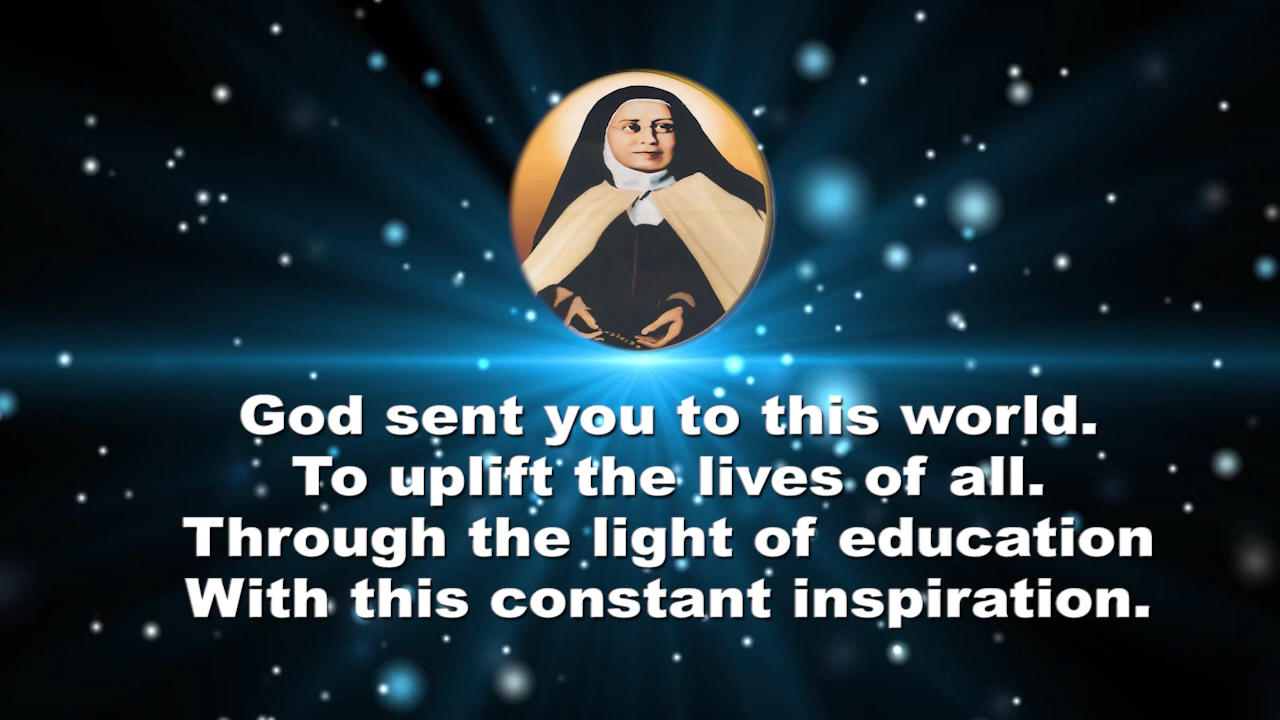 God sent you to this world.
To uplift the lives of all.
Through the light of education
With this constant inspiration.